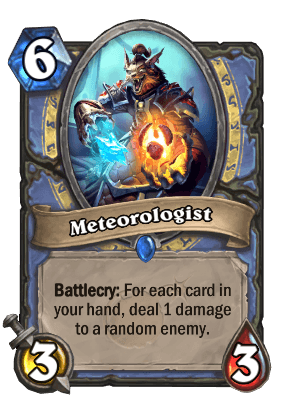 6
Meteorologist
Battlecry: For each card in
your hand, deal 1 damage
to a random enemy.
3 3